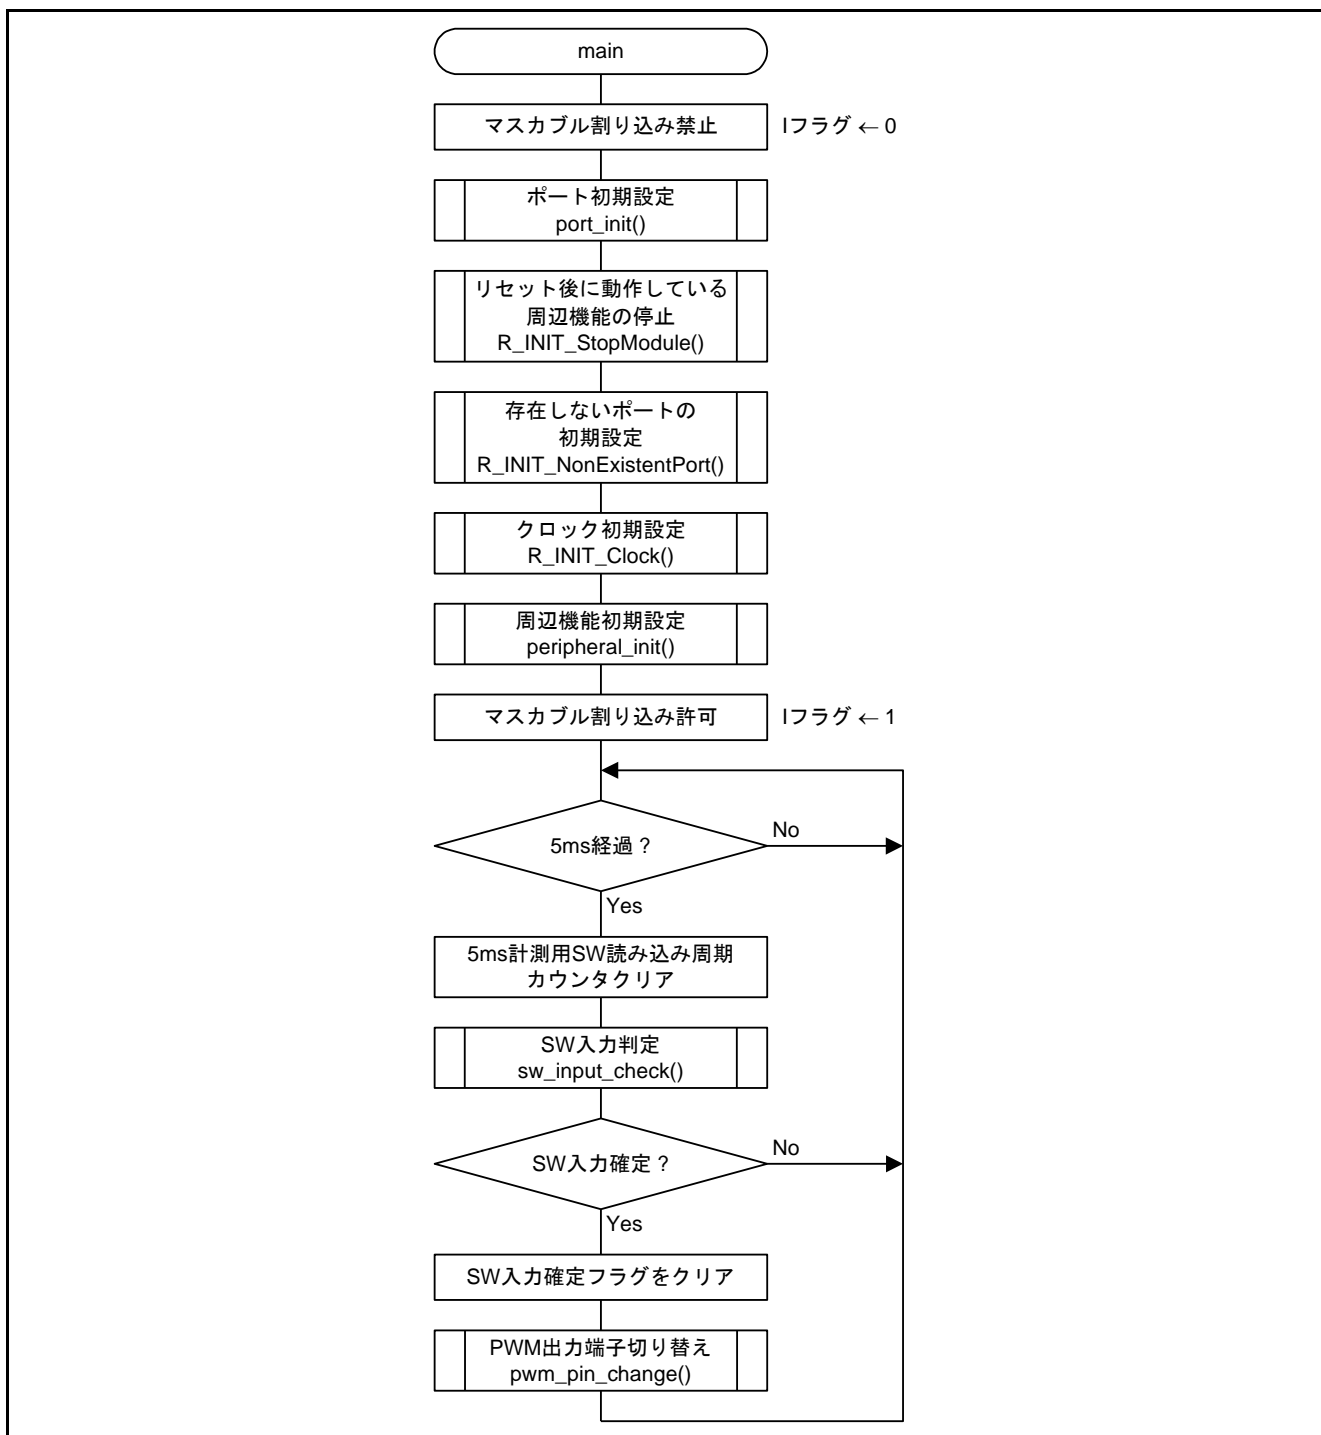 main
マスカブル割り込み禁止
Iフラグ ← 0
ポート初期設定
port_init()
リセット後に動作している
周辺機能の停止
R_INIT_StopModule()
存在しないポートの
初期設定
R_INIT_NonExistentPort()
クロック初期設定
R_INIT_Clock()
周辺機能初期設定
peripheral_init()
マスカブル割り込み許可
Iフラグ ← 1
5ms経過？
No
Yes
5ms計測用SW読み込み周期
カウンタクリア
SW入力判定
sw_input_check()
SW入力確定？
No
Yes
SW入力確定フラグをクリア
PWM出力端子切り替え
pwm_pin_change()